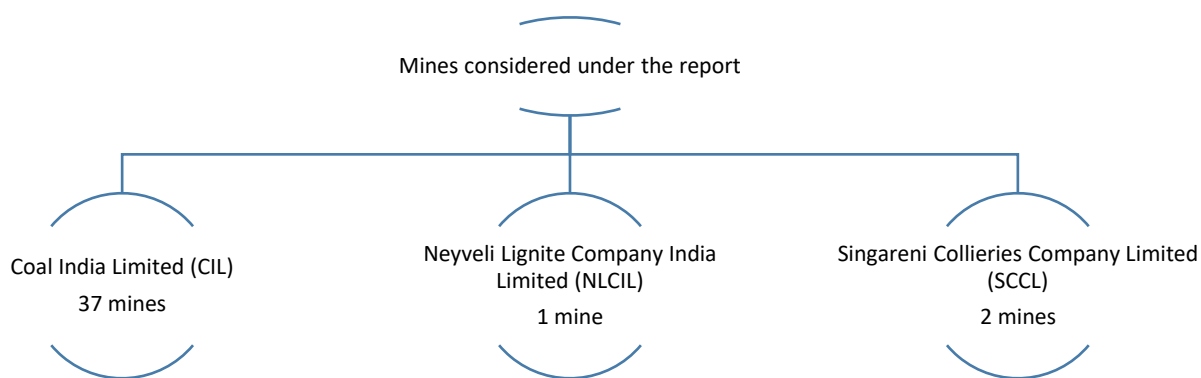 Mines considered under the report
Coal India Limited (CIL)
37 mines
Neyveli Lignite Company India
Limited (NLCIL)
1 mine
Singareni Collieries Company Limited
(SCCL)
2 mines